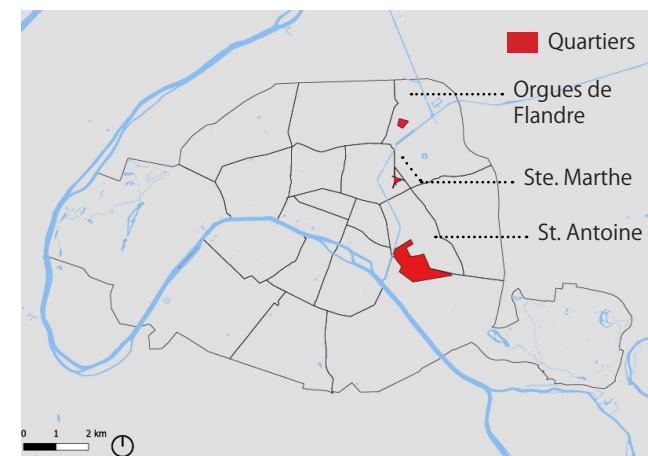 Quartiers
Orgues de
Flandre
Ste. Marthe
St. Antoine
0 1 2 km